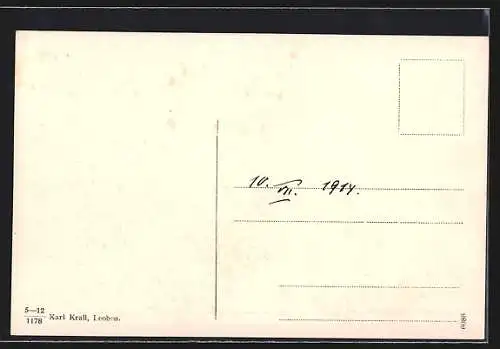 10. VII. 1914.
5—12
1178 Karl Krall, Leoben.